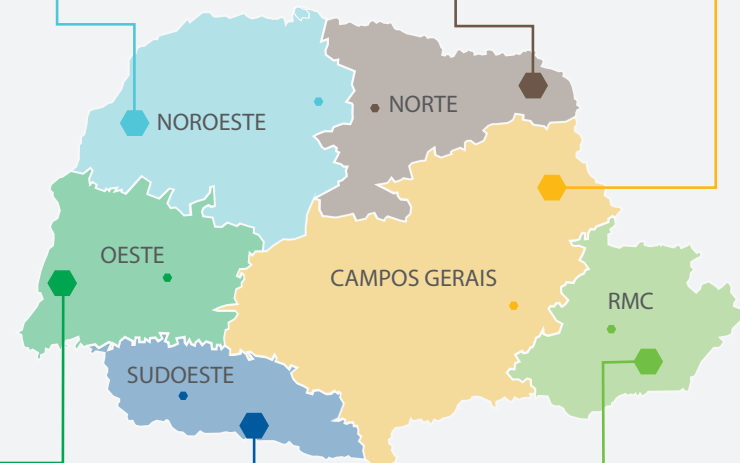 NOROESTE
NORTE
OESTE
CAMPOS GERAIS
RMC
SUDOESTE